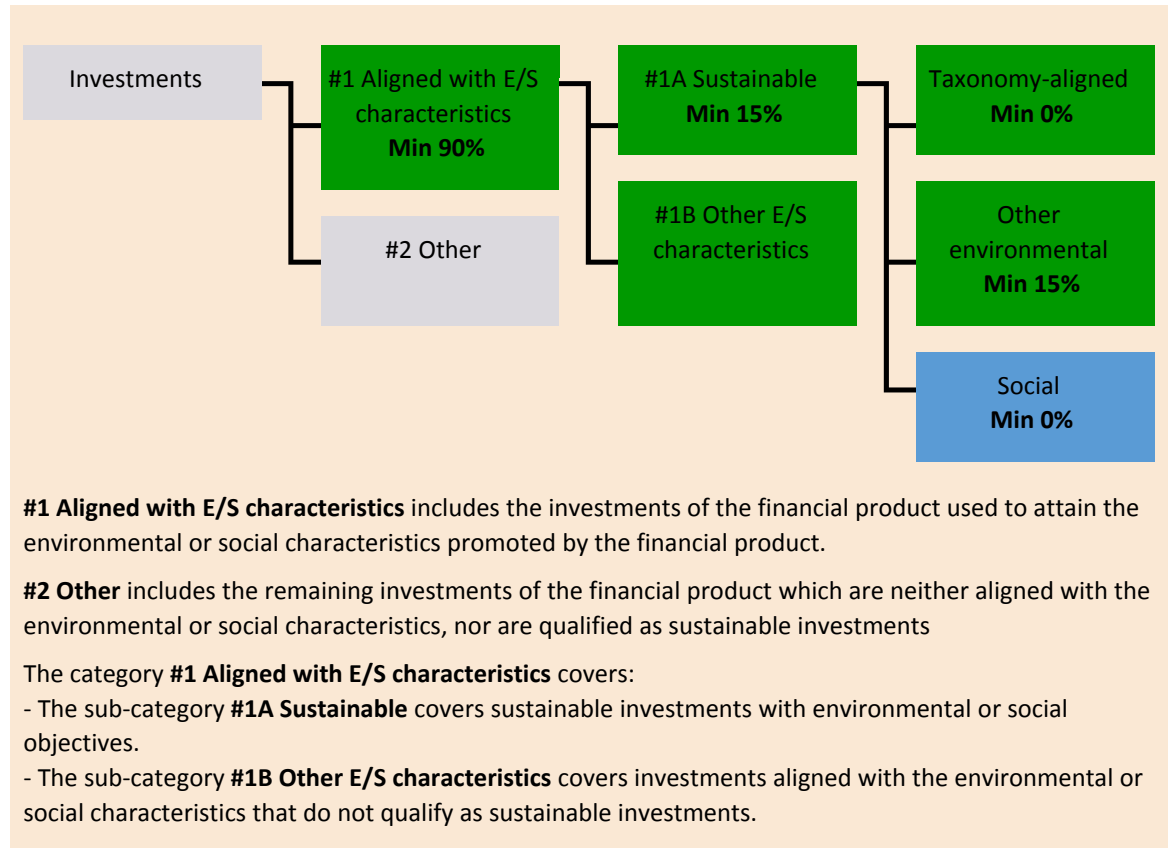 Investments
#1 Aligned with E/S
characteristics
Min 90%
#2 Other
#1A Sustainable
Min 15%
#1B Other E/S
characteristics
Taxonomy-aligned
Min 0%
Other
environmental
Min 15%
Social
Min 0%
#1 Aligned with E/S characteristics includes the investments of the financial product used to attain the
environmental or social characteristics promoted by the financial product.
#2 Other includes the remaining investments of the financial product which are neither aligned with the
environmental or social characteristics, nor are qualified as sustainable investments
The category #1 Aligned with E/S characteristics covers:
- The sub-category #1A Sustainable covers sustainable investments with environmental or social
objectives.
- The sub-category #1B Other E/S characteristics covers investments aligned with the environmental or
social characteristics that do not qualify as sustainable investments.